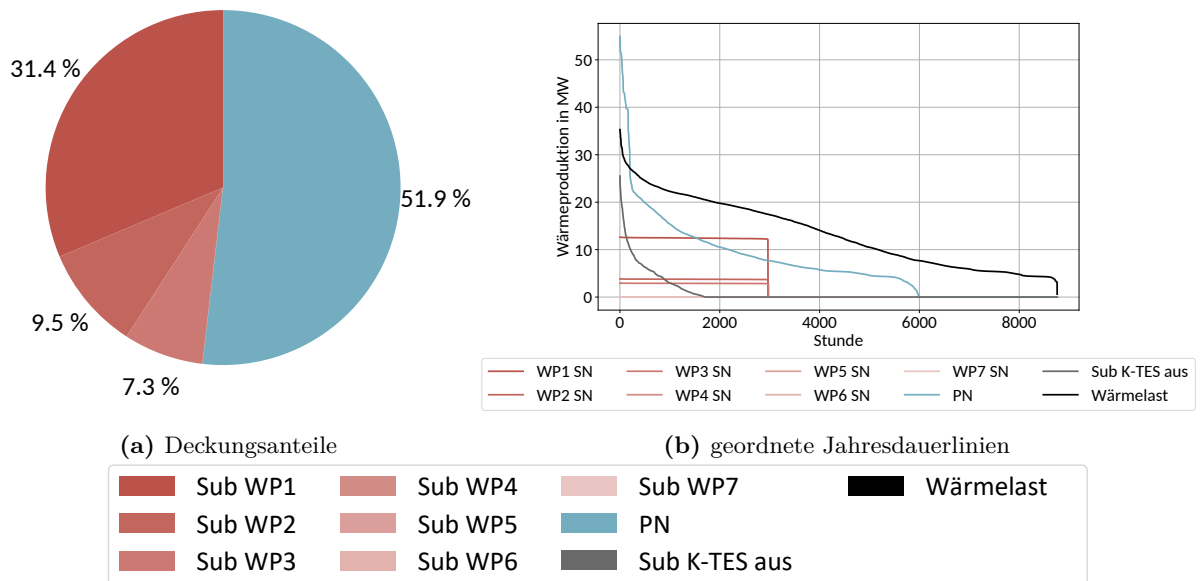 31.4 %
51.9 %
9.5 %
7.3 %
Wärmeproduktion in MW
50
40
30
20
10
0
0 2000 4000 6000 8000
Stunde
WP1 SN WP3 SN WP5 SN WP7 SN Sub K-TES aus
WP2 SN WP4 SN WP6 SN PN Wärmelast
(a) Deckungsanteile
(b) geordnete Jahresdauerlinien
Sub WP1 Sub WP4 Sub WP7 Wärmelast
Sub WP2 Sub WP5 PN
Sub WP3 Sub WP6 Sub K-TES aus